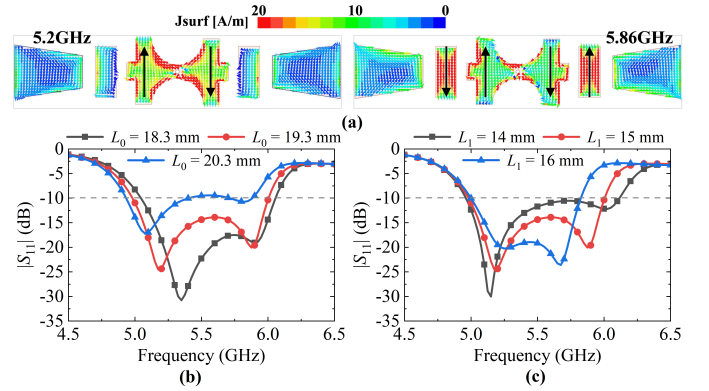 Jsurf [A/m] 20 10 0
5.2GHz 5.86GHz
(a)
L₀ = 18.3 mm L₀ = 19.3 mm
L₀ = 20.3 mm
L₁ = 14 mm L₁ = 15 mm
L₁ = 16 mm
|S₁₁| (dB)
0
-5
-10
-15
-20
-25
-30
-35
4.5 5.0 5.5 6.0 6.5
Frequency (GHz)
(b)
|S₁₁| (dB)
0
-5
-10
-15
-20
-25
-30
-35
4.5 5.0 5.5 6.0 6.5
Frequency (GHz)
(c)